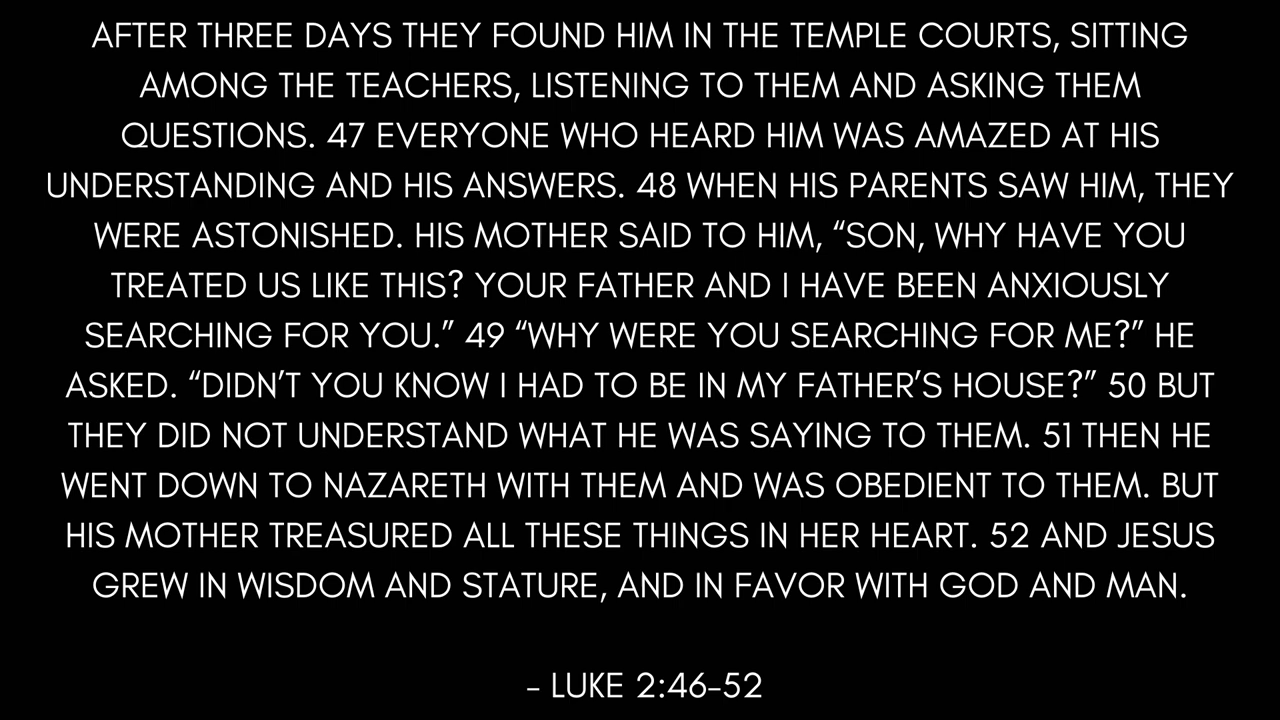 AFTER THREE DAYS THEY FOUND HIM IN THE TEMPLE COURTS, SITTING
AMONG THE TEACHERS, LISTENING TO THEM AND ASKING THEM
QUESTIONS. 47 EVERYONE WHO HEARD HIM WAS AMAZED AT HIS
UNDERSTANDING AND HIS ANSWERS. 48 WHEN HIS PARENTS SAW HIM, THEY
WERE ASTONISHED. HIS MOTHER SAID TO HIM, “SON, WHY HAVE YOU
TREATED US LIKE THIS? YOUR FATHER AND I HAVE BEEN ANXIOUSLY
SEARCHING FOR YOU.” 49 “WHY WERE YOU SEARCHING FOR ME?” HE
ASKED. “DIDN’T YOU KNOW I HAD TO BE IN MY FATHER’S HOUSE?” 50 BUT
THEY DID NOT UNDERSTAND WHAT HE WAS SAYING TO THEM. 51 THEN HE
WENT DOWN TO NAZARETH WITH THEM AND WAS OBEDIENT TO THEM. BUT
HIS MOTHER TREASURED ALL THESE THINGS IN HER HEART. 52 AND JESUS
GREW IN WISDOM AND STATURE, AND IN FAVOR WITH GOD AND MAN.
- LUKE 2:46-52